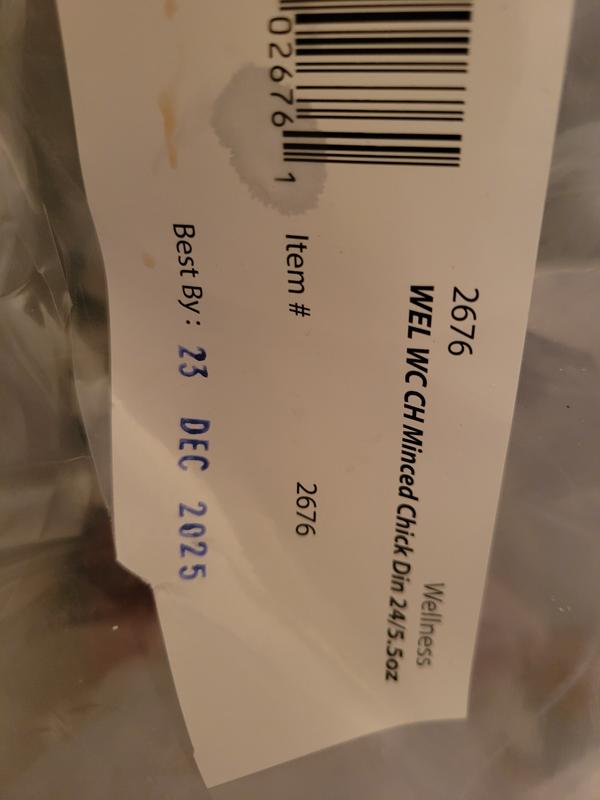 02676 1
2676
Wellness
WEL WC CH Minced Chick Din 24/5.5oz
Item # 2676
Best By: 23 DEC 2025